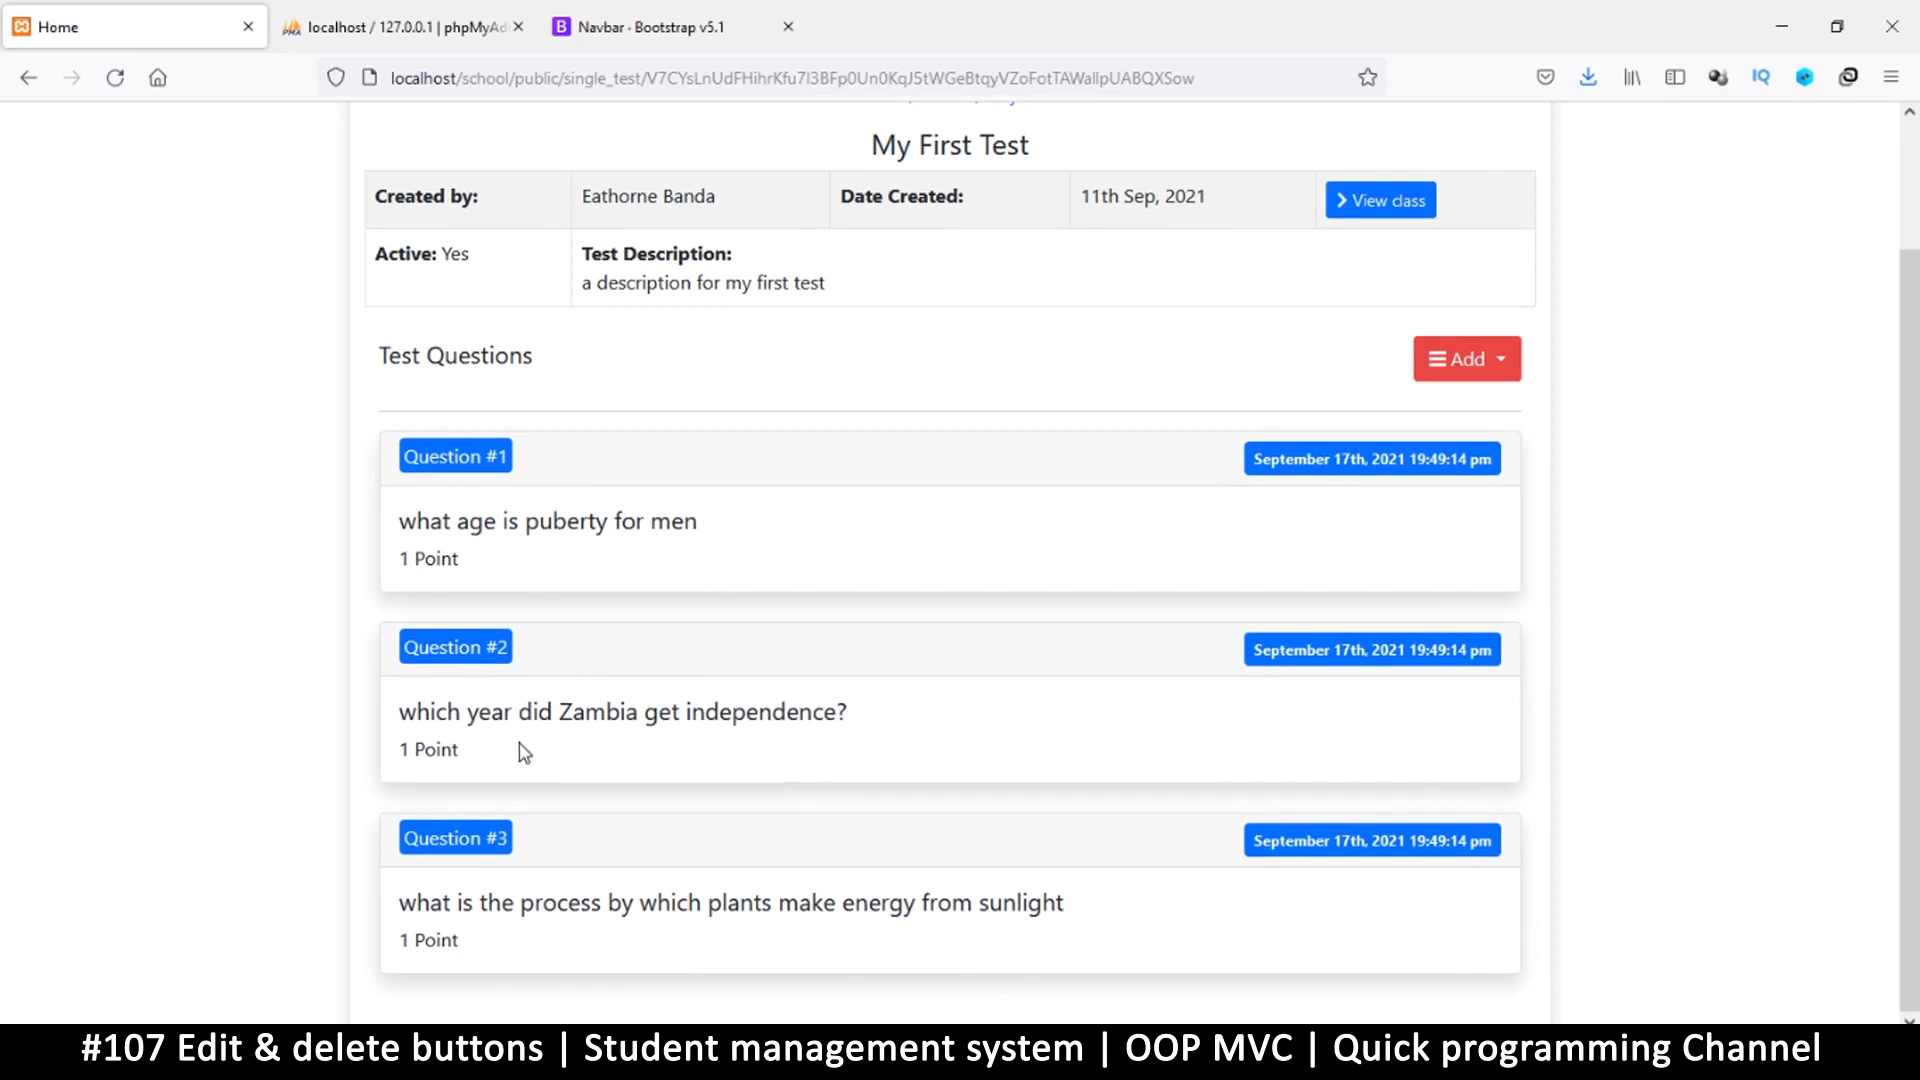 Home
localhost / 127.0.0.1 | phpMyAd
Navbar · Bootstrap v5.1
localhost/school/public/single_test/V7CYsLnUdFHihrKfu7I3BFp0Un0KqJ5tWGeBtqyVZoFotTAWallpUABQXSow
IQ
My First Test
Created by: Eathorne Banda Date Created: 11th Sep, 2021 View class
Active: Yes Test Description:
a description for my first test
Test Questions Add
Question #1 September 17th, 2021 19:49:14 pm
what age is puberty for men
1 Point
Question #2 September 17th, 2021 19:49:14 pm
which year did Zambia get independence?
1 Point
Question #3 September 17th, 2021 19:49:14 pm
what is the process by which plants make energy from sunlight
1 Point
#107 Edit & delete buttons | Student management system | OOP MVC | Quick programming Channel